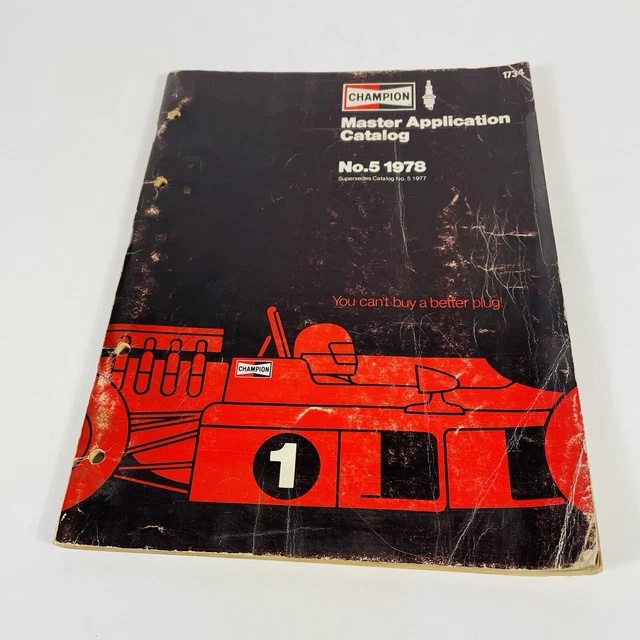 1734
CHAMPION
Master Application
Catalog
No.5 1978
Supersedes Catalog No. 5 1977
You can't buy a better plug!
CHAMPION
1